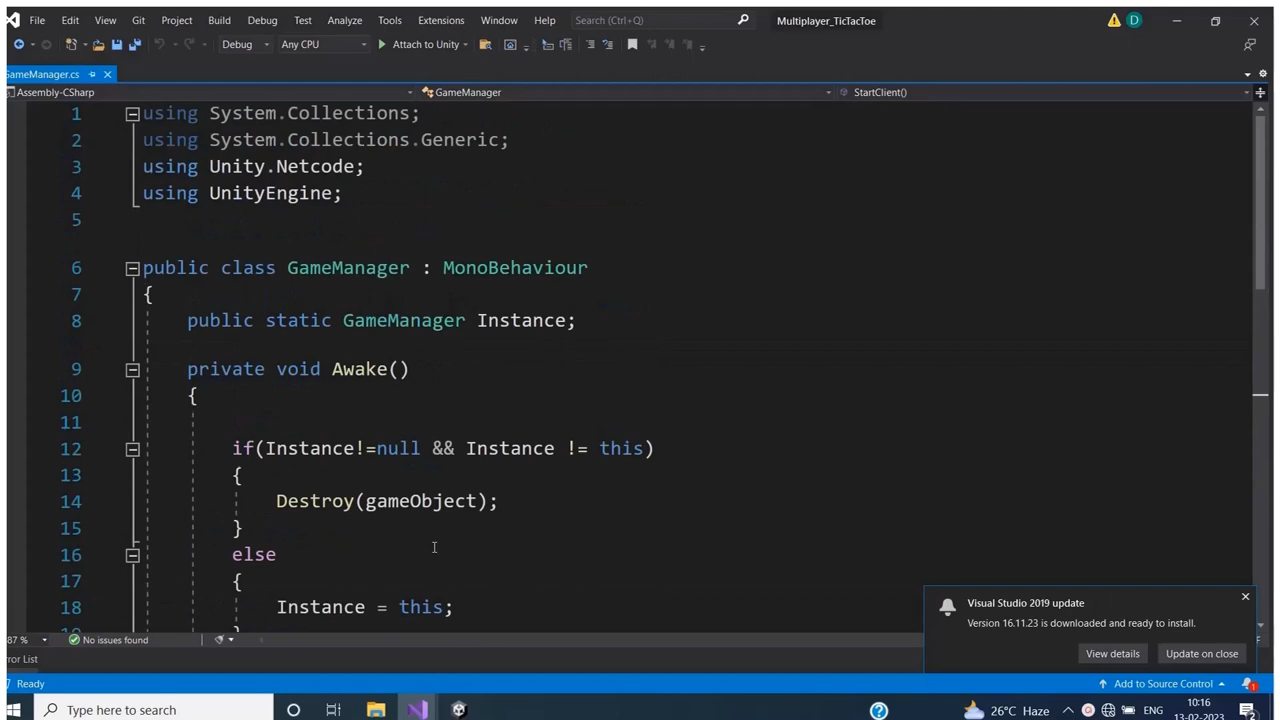 File Edit View Git Project Build Debug Test Analyze Tools Extensions Window Help Search (Ctrl+Q) Multiplayer_TicTacToe D
Debug Any CPU Attach to Unity
GameManager.cs
Assembly-CSharp GameManager StartClient()
1 using System.Collections;
2 using System.Collections.Generic;
3 using Unity.Netcode;
4 using UnityEngine;
5
6 public class GameManager : MonoBehaviour
7 {
8 public static GameManager Instance;
9 private void Awake()
10 {
11
12 if(Instance!=null && Instance != this)
13 {
14 Destroy(gameObject);
15 }
16 else
17 {
18 Instance = this;
Visual Studio 2019 update
Version 16.11.23 is downloaded and ready to install.
View details Update on close
87 % No issues found
rror List
Ready Add to Source Control 1
Type here to search 26°C Haze ENG 10:16
13-02-2023 2